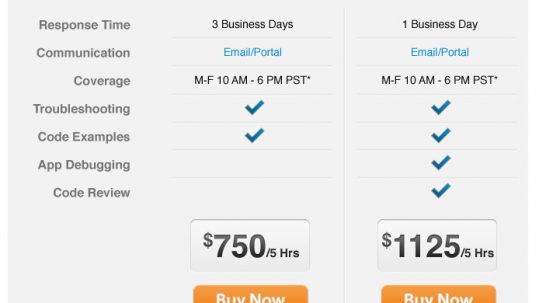 Response Time 3 Business Days 1 Business Day
Communication Email/Portal Email/Portal
Coverage M-F 10 AM - 6 PM PST* M-F 10 AM - 6 PM PST*
Troubleshooting
Code Examples
App Debugging
Code Review
$750/5 Hrs $1125/5 Hrs
Buy Now Buy Now